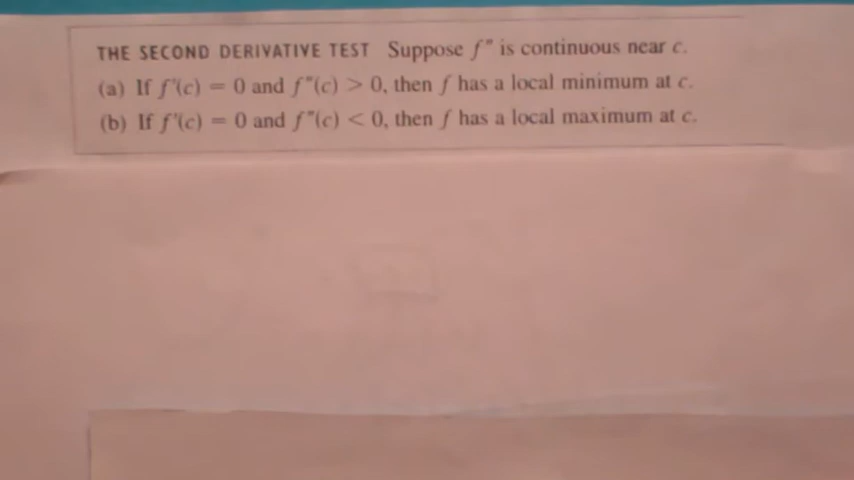 THE SECOND DERIVATIVE TEST Suppose f" is continuous near c.
(a) If f'(c) = 0 and f"(c) > 0, then f has a local minimum at c.
(b) If f'(c) = 0 and f"(c) < 0, then f has a local maximum at c.